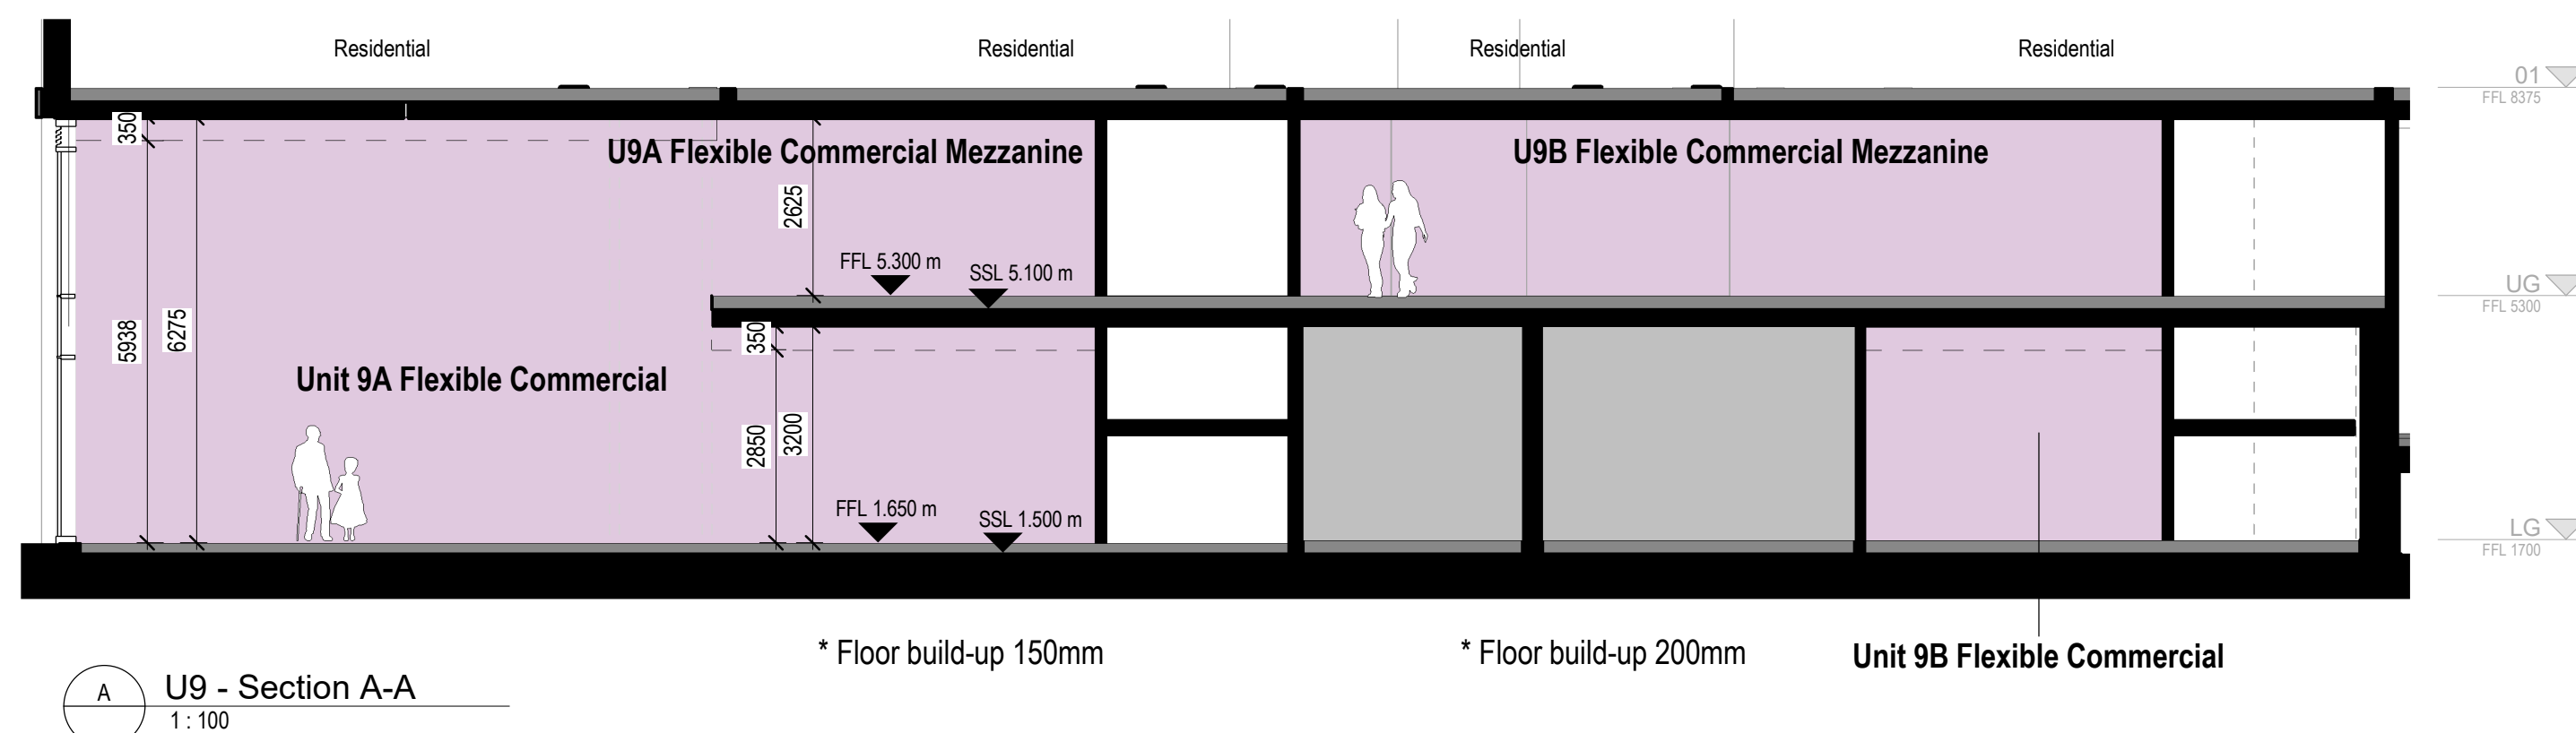 Residential
Residential
Residential
Residential
01
FFL 8375
350
U9A Flexible Commercial Mezzanine
U9B Flexible Commercial Mezzanine
2625
FFL 5.300 m
SSL 5.100 m
UG
FFL 5300
5938
6275
350
Unit 9A Flexible Commercial
2850
3200
FFL 1.650 m
SSL 1.500 m
LG
FFL 1700
* Floor build-up 150mm
* Floor build-up 200mm
Unit 9B Flexible Commercial
A
U9 - Section A-A
1 : 100